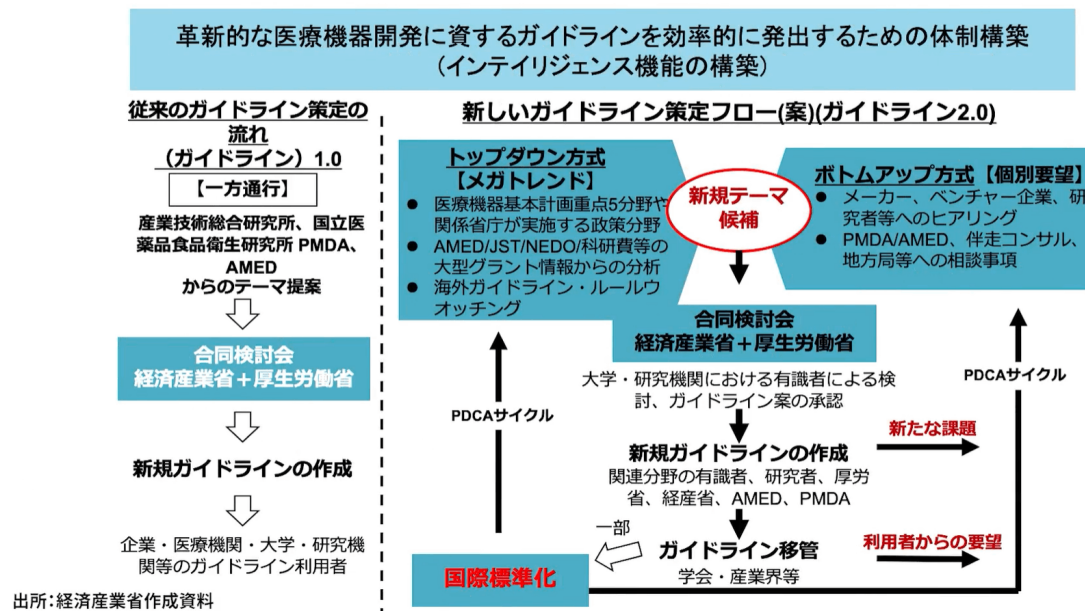 革新的な医療機器開発に資するガイドラインを効率的に発出するための体制構築
(インテイリジェンス機能の構築)
従来のガイドライン策定の
流れ
（ガイドライン）1.0
【一方通行】
産業技術総合研究所、国立医
薬品食品衛生研究所 PMDA、
AMED
からのテーマ提案
合同検討会
経済産業省＋厚生労働省
新規ガイドラインの作成
企業・医療機関・大学・研究機
関等のガイドライン利用者
新しいガイドライン策定フロー(案)(ガイドライン2.0)
トップダウン方式
【メガトレンド】
● 医療機器基本計画重点5分野や
関係省庁が実施する政策分野
● AMED/JST/NEDO/科研費等の
大型グラント情報からの分析
● 海外ガイドライン・ルールウ
オッチング
新規テーマ
候補
ボトムアップ方式【個別要望】
● メーカー、ベンチャー企業、研
究者等へのヒアリング
● PMDA/AMED、伴走コンサル、
地方局等への相談事項
合同検討会
経済産業省＋厚生労働省
大学・研究機関における有識者による検
討、ガイドライン案の承認
PDCAサイクル
PDCAサイクル
新規ガイドラインの作成
関連分野の有識者、研究者、厚労
省、経産省、AMED、PMDA
新たな課題
一部
ガイドライン移管
学会・産業界等
利用者からの要望
国際標準化
出所：経済産業省作成資料